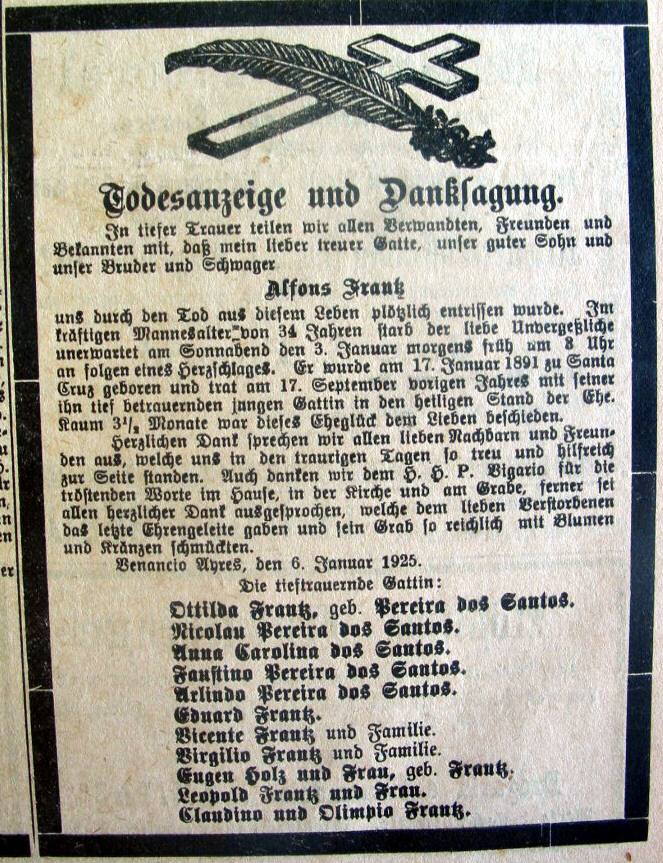 Todesanzeige und Danksagung.
In tiefer Trauer teilen wir allen Verwandten, Freunden und
Bekannten mit, daß mein lieber treuer Gatte, unser guter Sohn und
unser Bruder und Schwager
Alfons Frantz
uns durch den Tod aus diesem Leben plötzlich entrissen wurde. Im
kräftigen Mannesalter von 34 Jahren starb der liebe Unvergeßliche
unerwartet am Sonnabend den 3. Januar morgens früh um 8 Uhr
an folgen eines Herzschlages. Er wurde am 17. Januar 1891 zu Santa
Cruz geboren und trat am 17. September vorigen Jahres mit seiner
ihn tief betrauernden jungen Gattin in den heiligen Stand der Ehe.
Kaum 3½ Monate war dieses Eheglück dem Lieben beschieden.
Herzlichen Dank sprechen wir allen lieben Nachbarn und Freun-
den aus, welche uns in den traurigen Tagen so treu und hilfreich
zur Seite standen. Auch danken wir dem H. H. P. Vigario für die
tröstenden Worte im Hause, in der Kirche und am Grabe, ferner sei
allen herzlicher Dank ausgesprochen, welche dem lieben Verstorbenen
das letzte Ehrengeleite gaben und sein Grab so reichlich mit Blumen
und Kränzen schmückten.
Venancio Ayres, den 6. Januar 1925.
Die tieftrauernde Gattin:
Ottilda Frantz, geb. Pereira dos Santos.
Nicolau Pereira dos Santos.
Anna Carolina dos Santos.
Faustino Pereira dos Santos.
Arlindo Pereira dos Santos.
Eduard Frantz.
Vicente Frantz und Familie.
Virgilio Frantz und Familie.
Eugen Holz und Frau, geb. Frantz.
Leopold Frantz und Frau.
Claudino und Olimpio Frantz.